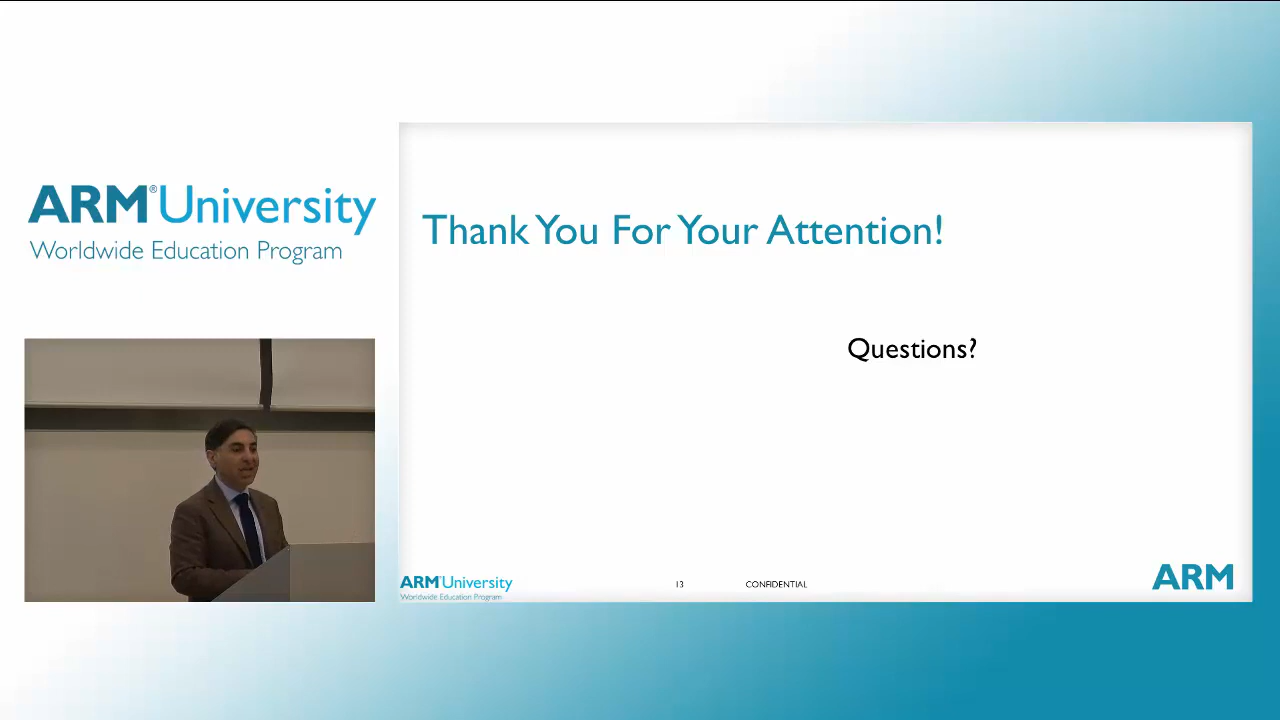 ARM® University
Worldwide Education Program
Thank You For Your Attention!
Questions?
ARM® University
Worldwide Education Program
13
CONFIDENTIAL
ARM